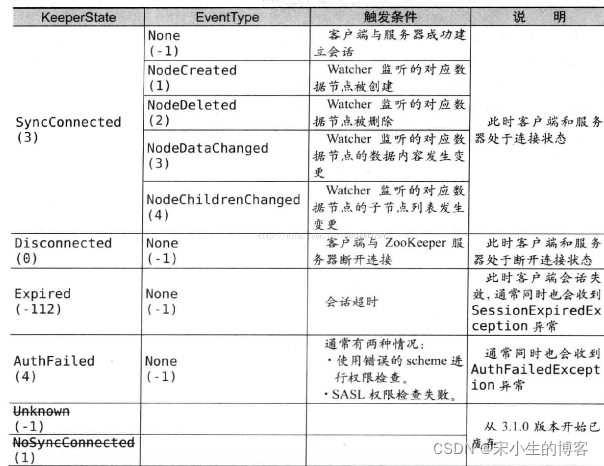 KeeperState EventType 触发条件 说 明
SyncConnected
(3)
None
(-1)
客户端与服务器成功建
立会话
NodeCreated
(1)
Watcher 监听的对应数
据节点被创建
NodeDeleted
(2)
Watcher 监听的对应数
据节点被删除
NodeDataChanged
(3)
Watcher 监听的对应数
据节点的数据内容发生变
更
NodeChildrenChanged
(4)
Watcher 监听的对应数
据节点的子节点列表发生
变更
此时客户端和服务
器处于连接状态
Disconnected
(0)
None
(-1)
客户端与 ZooKeeper 服
务器断开连接
此时客户端和服务
器处于断开连接状态
Expired
(-112)
None
(-1)
会话超时
此时客户端会话失
效,通常同时也会收到
SessionExpiredEx
ception 异常
AuthFailed
(4)
None
(-1)
通常有两种情况:
·使用错误的 scheme 进
行权限检查。
·SASL 权限检查失败。
通常同时也会收到
AuthFailedExcept
ion 异常
Unknown
(-1)
NoSyncConnected
(1)
从 3.1.0 版本开始已
CSDN @宋小生的博客